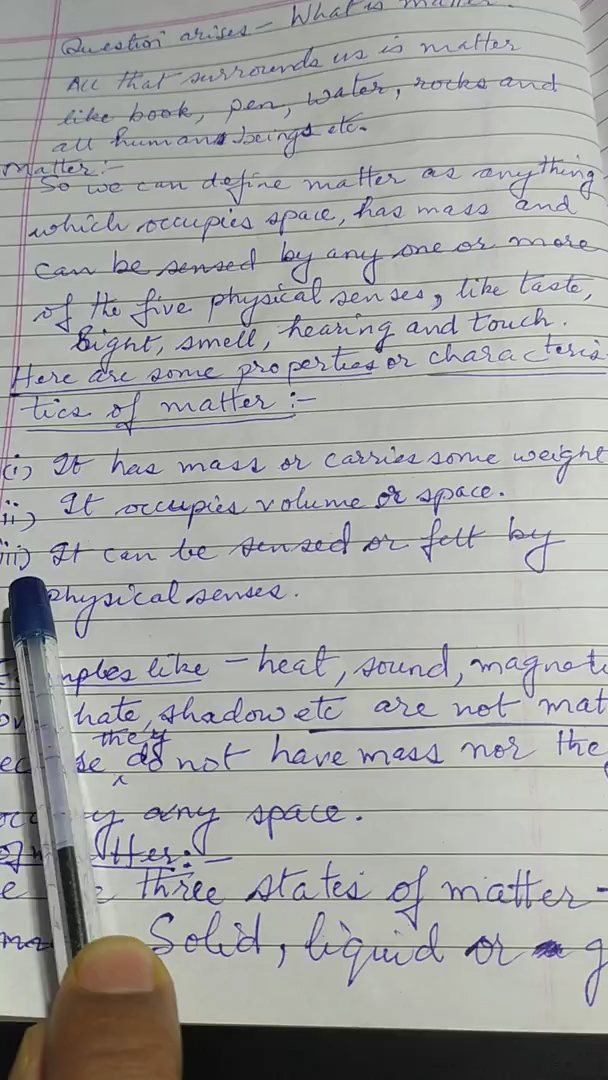 Question arises - What is matter.
All that surrounds us is matter
like book, pen, water, rocks and
all humans beings etc.
Matter:-
So we can define matter as anything
which occupies space, has mass and
can be sensed by any one or more
of the five physical senses, like taste,
Sight, smell, hearing and touch.
Here are some properties or characteris-
tics of matter :-
(i) It has mass or carries some weight
ii) It occupies volume or space.
iii) It can be sensed or felt by
physical senses.
like - heat, sound,
hate, shadow etc are not
they
do not have mass nor
any space.
three states of matter -
Solid, liquid or